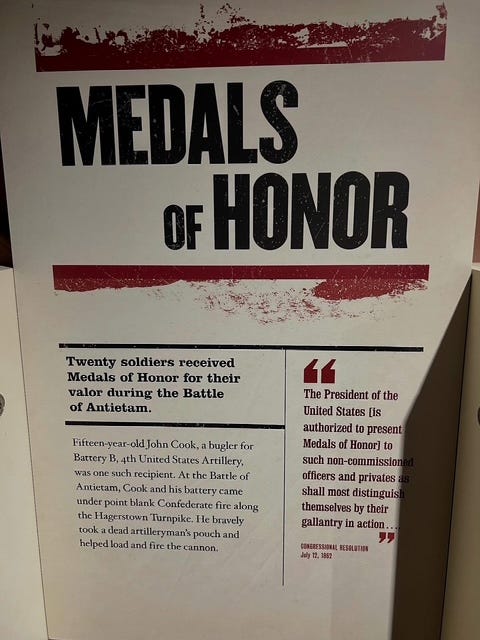 MEDALS
OF HONOR
Twenty soldiers received
Medals of Honor for their
valor during the Battle
of Antietam.
Fifteen-year-old John Cook, a bugler for
Battery B, 4th United States Artillery,
was one such recipient. At the Battle of
Antietam, Cook and his battery came
under point blank Confederate fire along
the Hagerstown Turnpike. He bravely
took a dead artilleryman's pouch and
helped load and fire the cannon.
“
The President of the
United States [is
authorized to present
Medals of Honor] to
such non-commissioned
officers and privates as
shall most distinguish
themselves by their
gallantry in action....
”
CONGRESSIONAL RESOLUTION
July 12, 1862